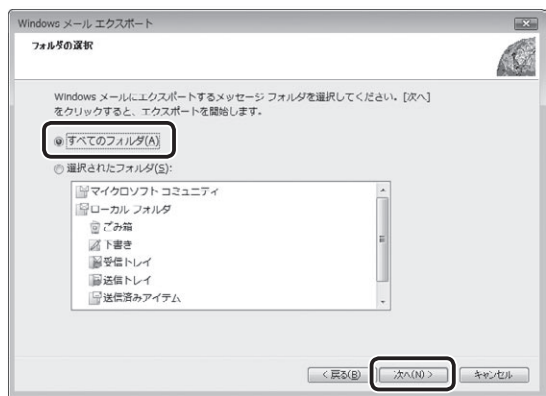 Windows メール エクスポート
フォルダの選択
Windows メールにエクスポートするメッセージ フォルダを選択してください。[次へ]
をクリックすると、エクスポートを開始します。
すべてのフォルダ(A)
選択されたフォルダ(S):
マイクロソフト コミュニティ
ローカル フォルダ
ごみ箱
下書き
受信トレイ
送信トレイ
送信済みアイテム
< 戻る(B) 次へ(N) > キャンセル